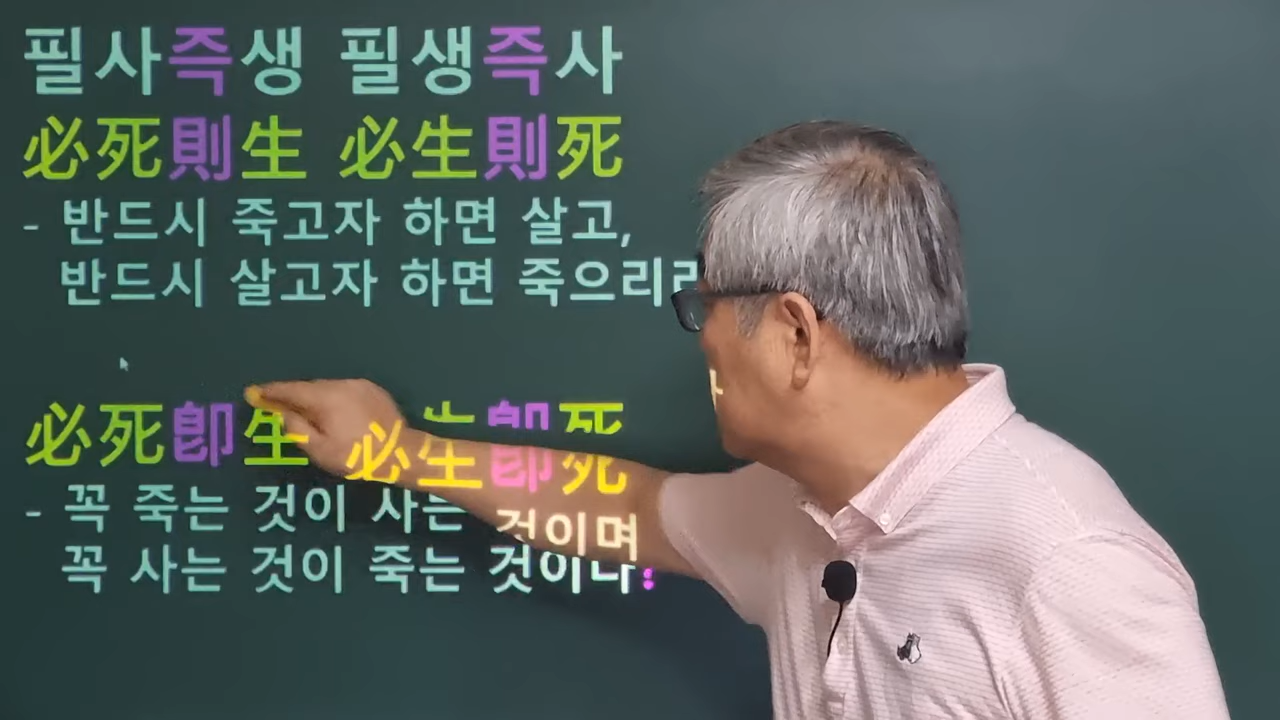 필사즉생 필생즉사
必死則生 必生則死
- 반드시 죽고자 하면 살고,
반드시 살고자 하면 죽으리라
必死卽生 必生卽死
- 꼭 죽는 것이 사는 것이며
꼭 사는 것이 죽는 것이다!